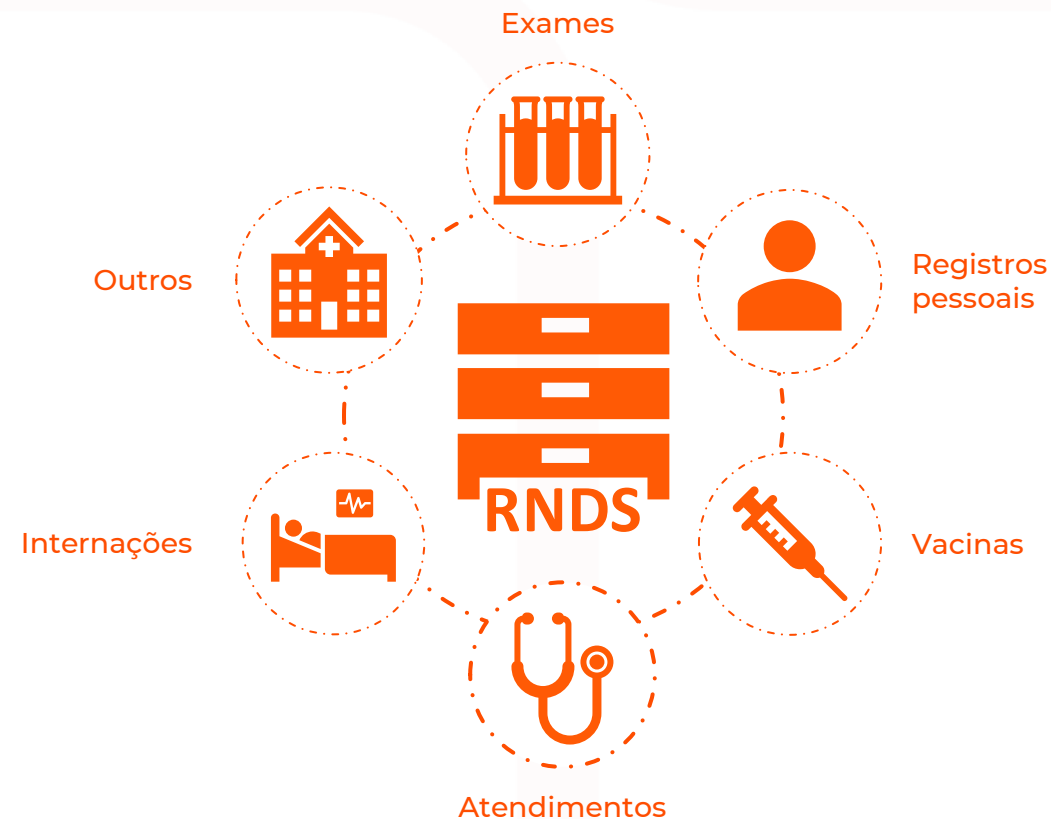 Exames
Outros
Registros
pessoais
RNDS
Internações
Vacinas
Atendimentos